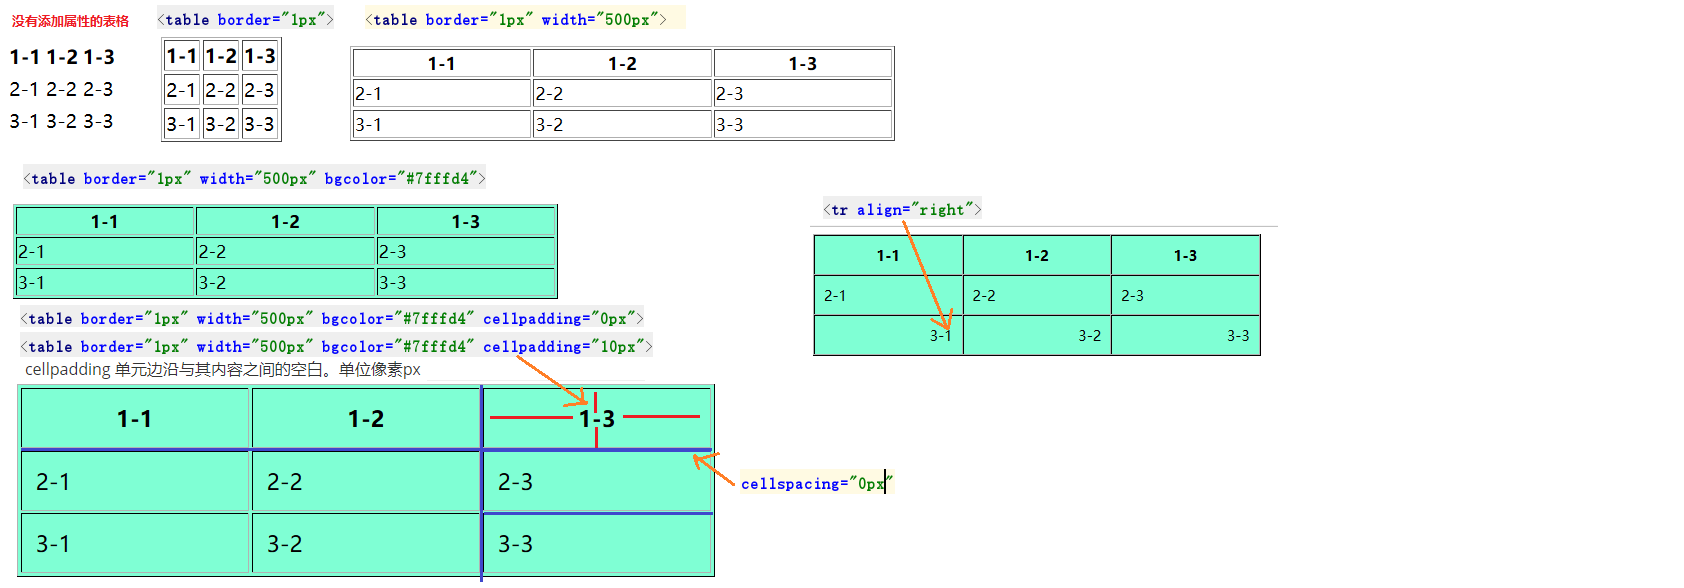 没有添加属性的表格
1-1 1-2 1-3
2-1 2-2 2-3
3-1 3-2 3-3
<table border="1px">
1-1 1-2 1-3
2-1 2-2 2-3
3-1 3-2 3-3
<table border="1px" width="500px">
1-1 1-2 1-3
2-1 2-2 2-3
3-1 3-2 3-3
<table border="1px" width="500px" bgcolor="#7fffd4">
1-1 1-2 1-3
2-1 2-2 2-3
3-1 3-2 3-3
<tr align="right">
1-1 1-2 1-3
2-1 2-2 2-3
3-1 3-2 3-3
<table border="1px" width="500px" bgcolor="#7fffd4" cellpadding="0px">
<table border="1px" width="500px" bgcolor="#7fffd4" cellpadding="10px">
cellpadding 单元边沿与其内容之间的空白。单位像素px
1-1 1-2 1-3
2-1 2-2 2-3
3-1 3-2 3-3
cellspacing="0px"